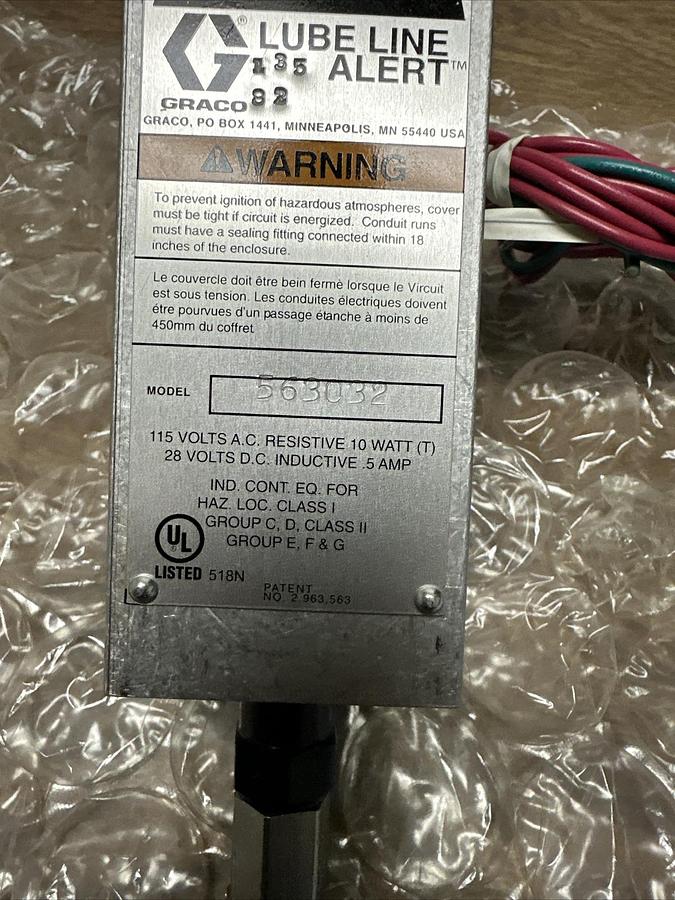 LUBE LINE
ALERT™
135
82
®
GRACO
GRACO, PO BOX 1441, MINNEAPOLIS, MN 55440 USA
WARNING
To prevent ignition of hazardous atmospheres, cover
must be tight if circuit is energized. Conduit runs
must have a sealing fitting connected within 18
inches of the enclosure.
Le couvercle doit être bein fermé lorsque le Vircuit
est sous tension. Les conduites électriques doivent
étre pourvues d'un passage étanche à moins de
450mm du coffret
MODEL 563032
115 VOLTS A.C. RESISTIVE 10 WATT (T)
28 VOLTS D.C. INDUCTIVE .5 AMP
IND. CONT. EQ. FOR
HAZ. LOC. CLASS I
GROUP C, D, CLASS II
GROUP E, F & G
UL ®
LISTED 518N
PATENT
NO. 2,963,563